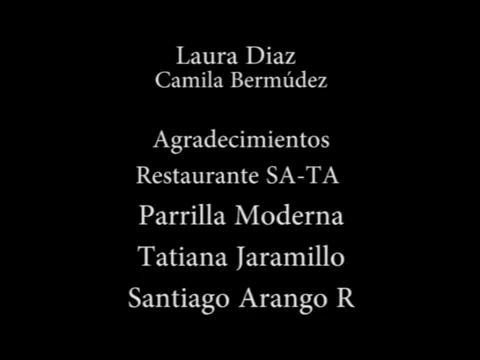 Laura Diaz
Camila Bermúdez
Agradecimientos
Restaurante SA-TA
Parrilla Moderna
Tatiana Jaramillo
Santiago Arango R